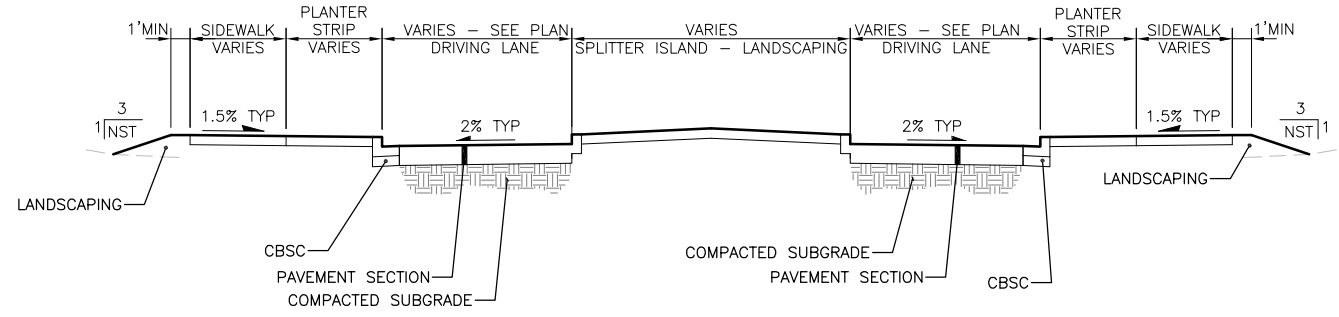 PLANTER
STRIP
VARIES
1'MIN
SIDEWALK
VARIES
VARIES – SEE PLAN
DRIVING LANE
VARIES
SPLITTER ISLAND – LANDSCAPING
VARIES – SEE PLAN
DRIVING LANE
PLANTER
STRIP
VARIES
SIDEWALK
VARIES
1'MIN
3
1 NST
1.5% TYP
2% TYP
2% TYP
1.5% TYP
3
NST 1
LANDSCAPING
CBSC
PAVEMENT SECTION
COMPACTED SUBGRADE
COMPACTED SUBGRADE
PAVEMENT SECTION
CBSC
LANDSCAPING